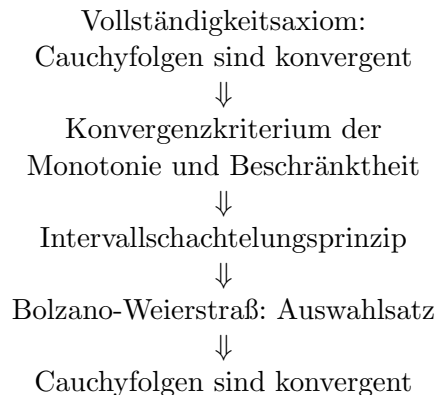 Vollständigkeitsaxiom:
Cauchyfolgen sind konvergent
⇓
Konvergenzkriterium der
Monotonie und Beschränktheit
⇓
Intervallschachtelungsprinzip
⇓
Bolzano-Weierstraß: Auswahlsatz
⇓
Cauchyfolgen sind konvergent